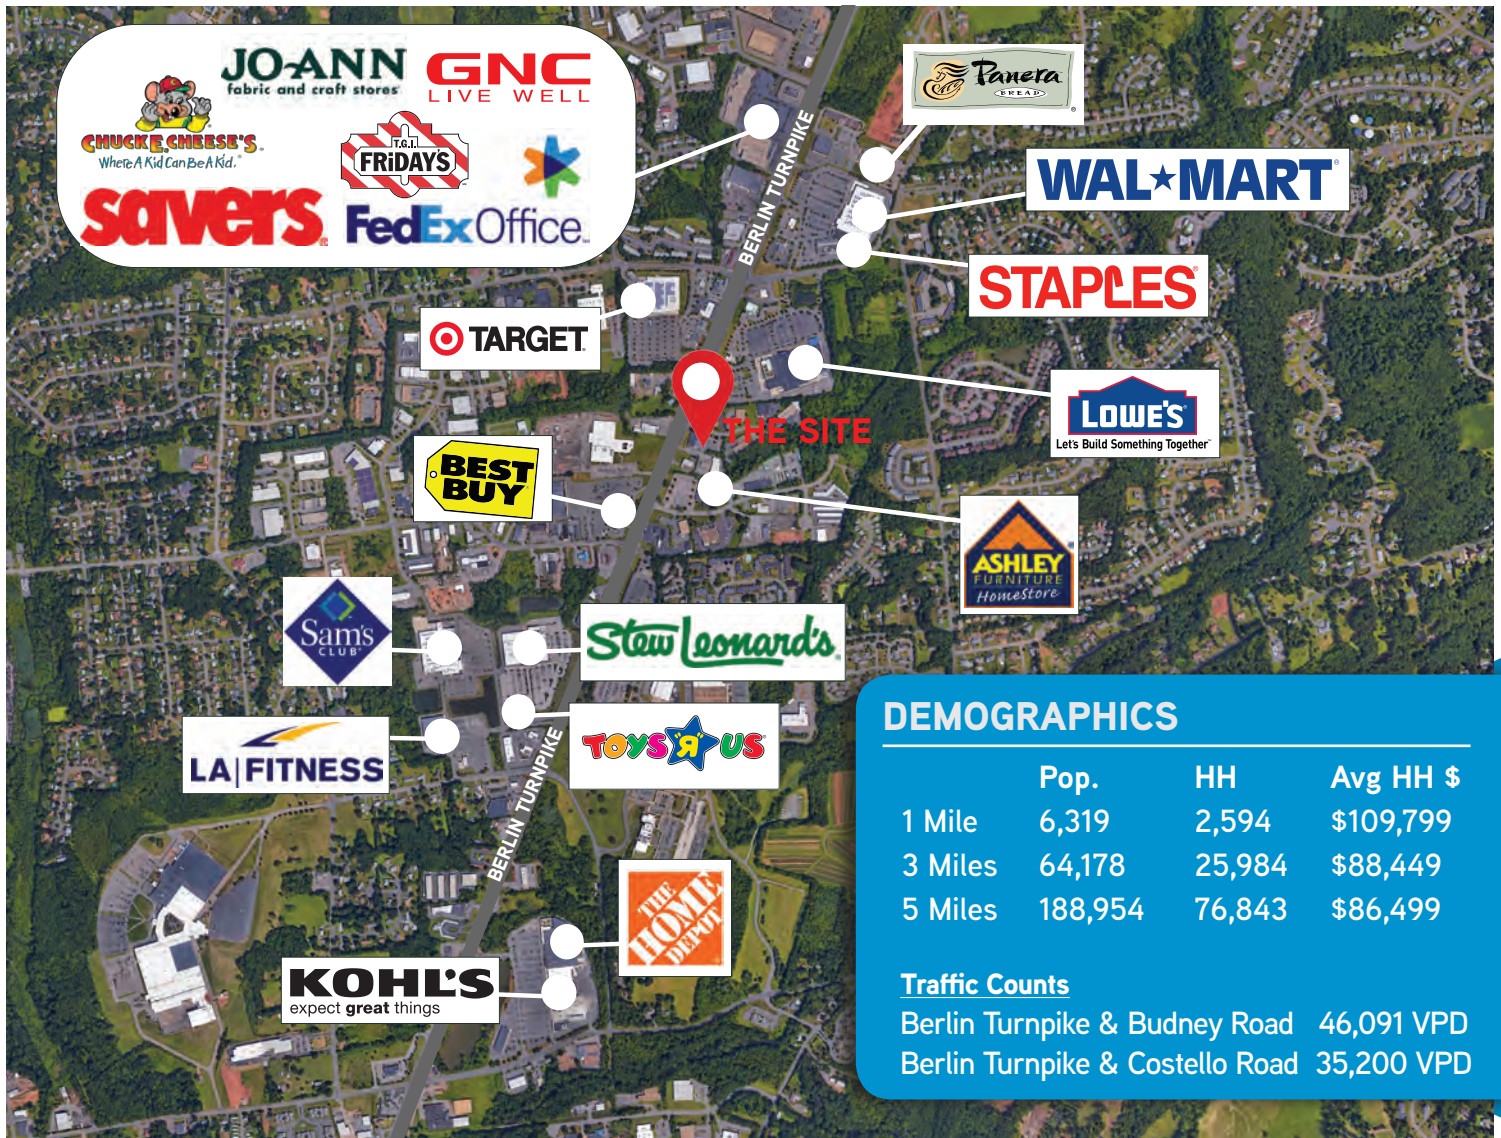 JO-ANN
fabric and craft stores
GNC
LIVE WELL
CHUCK E. CHEESE'S
Where A Kid Can Be A Kid.
T.G.I.
FRiDAY'S
savers
FedEx Office
Panera
BREAD
WAL★MART
STAPLES
BERLIN TURNPIKE
TARGET
THE SITE
LOWE'S
Let's Build Something Together
BEST
BUY
ASHLEY
FURNITURE
HomeStore
Sam's
CLUB
Stew Leonard's
LA|FITNESS
TOYS "R" US
BERLIN TURNPIKE
THE
HOME
DEPOT
KOHL'S
expect great things
DEMOGRAPHICS
Pop. HH Avg HH $
1 Mile 6,319 2,594 $109,799
3 Miles 64,178 25,984 $88,449
5 Miles 188,954 76,843 $86,499
Traffic Counts
Berlin Turnpike & Budney Road 46,091 VPD
Berlin Turnpike & Costello Road 35,200 VPD